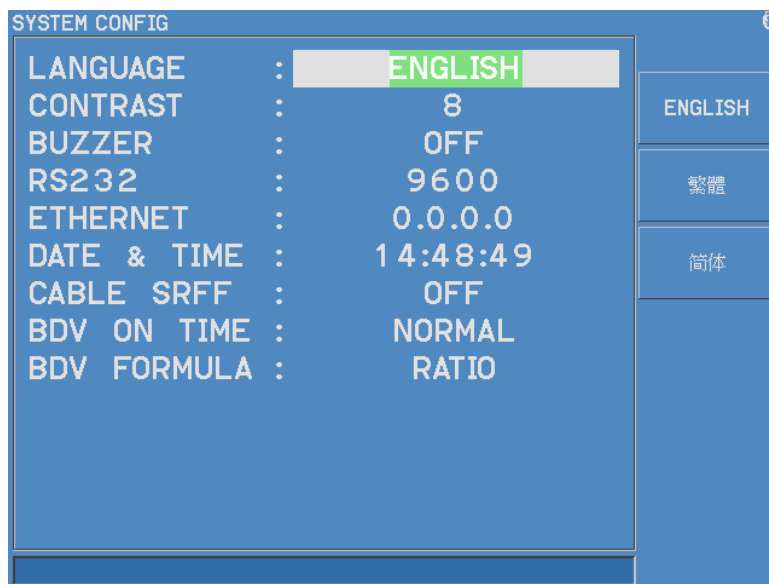 SYSTEM CONFIG
LANGUAGE : ENGLISH
CONTRAST : 8
BUZZER : OFF
RS232 : 9600
ETHERNET : 0.0.0.0
DATE & TIME : 14:48:49
CABLE SRFF : OFF
BDV ON TIME : NORMAL
BDV FORMULA : RATIO
ENGLISH
繁體
简体